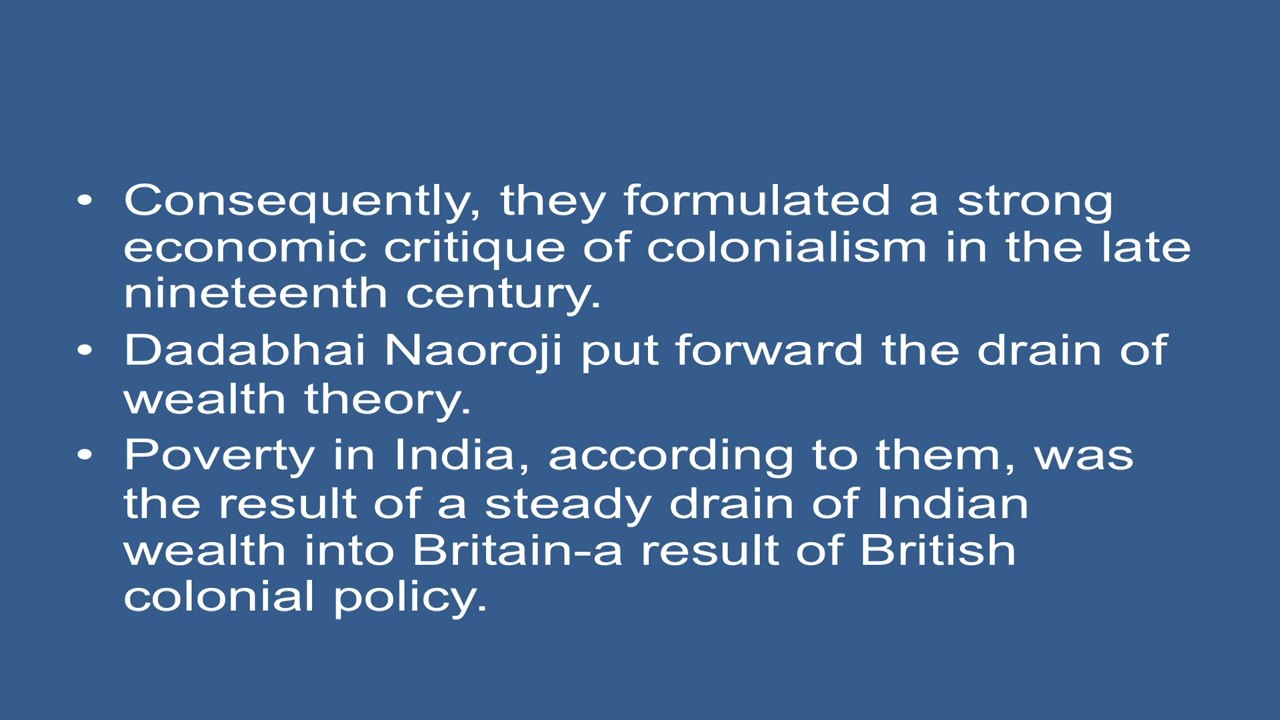 • Consequently, they formulated a strong
economic critique of colonialism in the late
nineteenth century.
• Dadabhai Naoroji put forward the drain of
wealth theory.
• Poverty in India, according to them, was
the result of a steady drain of Indian
wealth into Britain-a result of British
colonial policy.